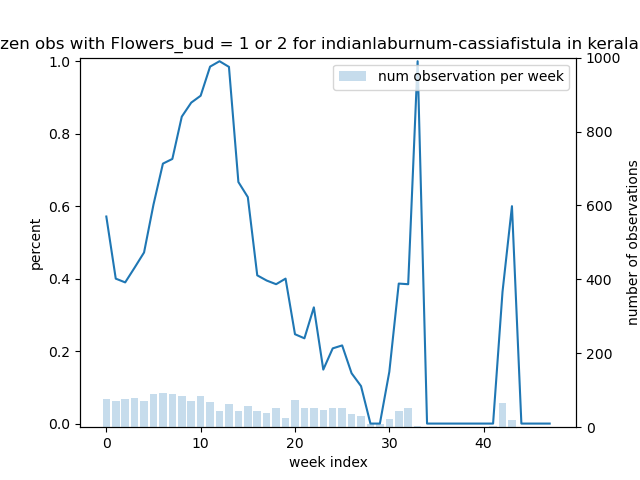 zen obs with Flowers_bud = 1 or 2 for indianlaburnum-cassiafistula in kerala
num observation per week
percent
1.0
0.8
0.6
0.4
0.2
0.0
1000
800
600
400
200
0
number of observations
0 10 20 30 40
week index